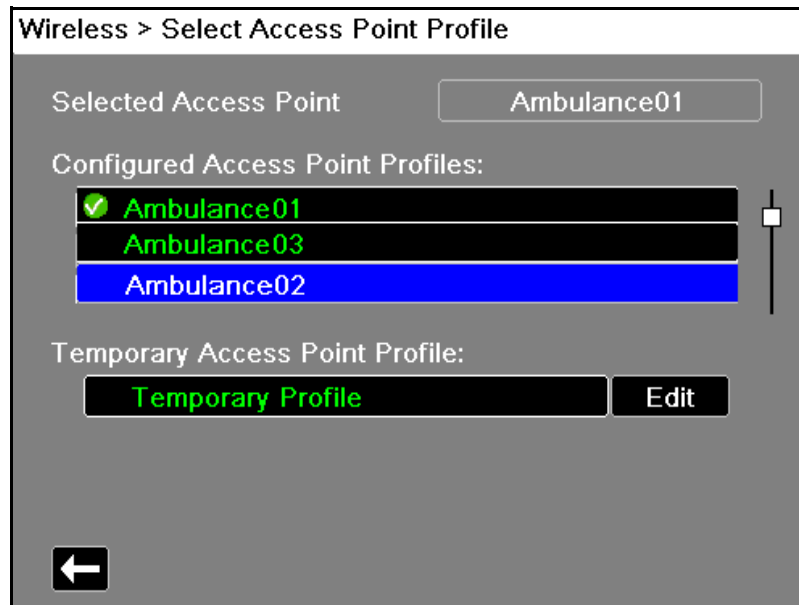 Wireless > Select Access Point Profile
Selected Access Point Ambulance01
Configured Access Point Profiles:
Ambulance01
Ambulance03
Ambulance02
Temporary Access Point Profile:
Temporary Profile Edit